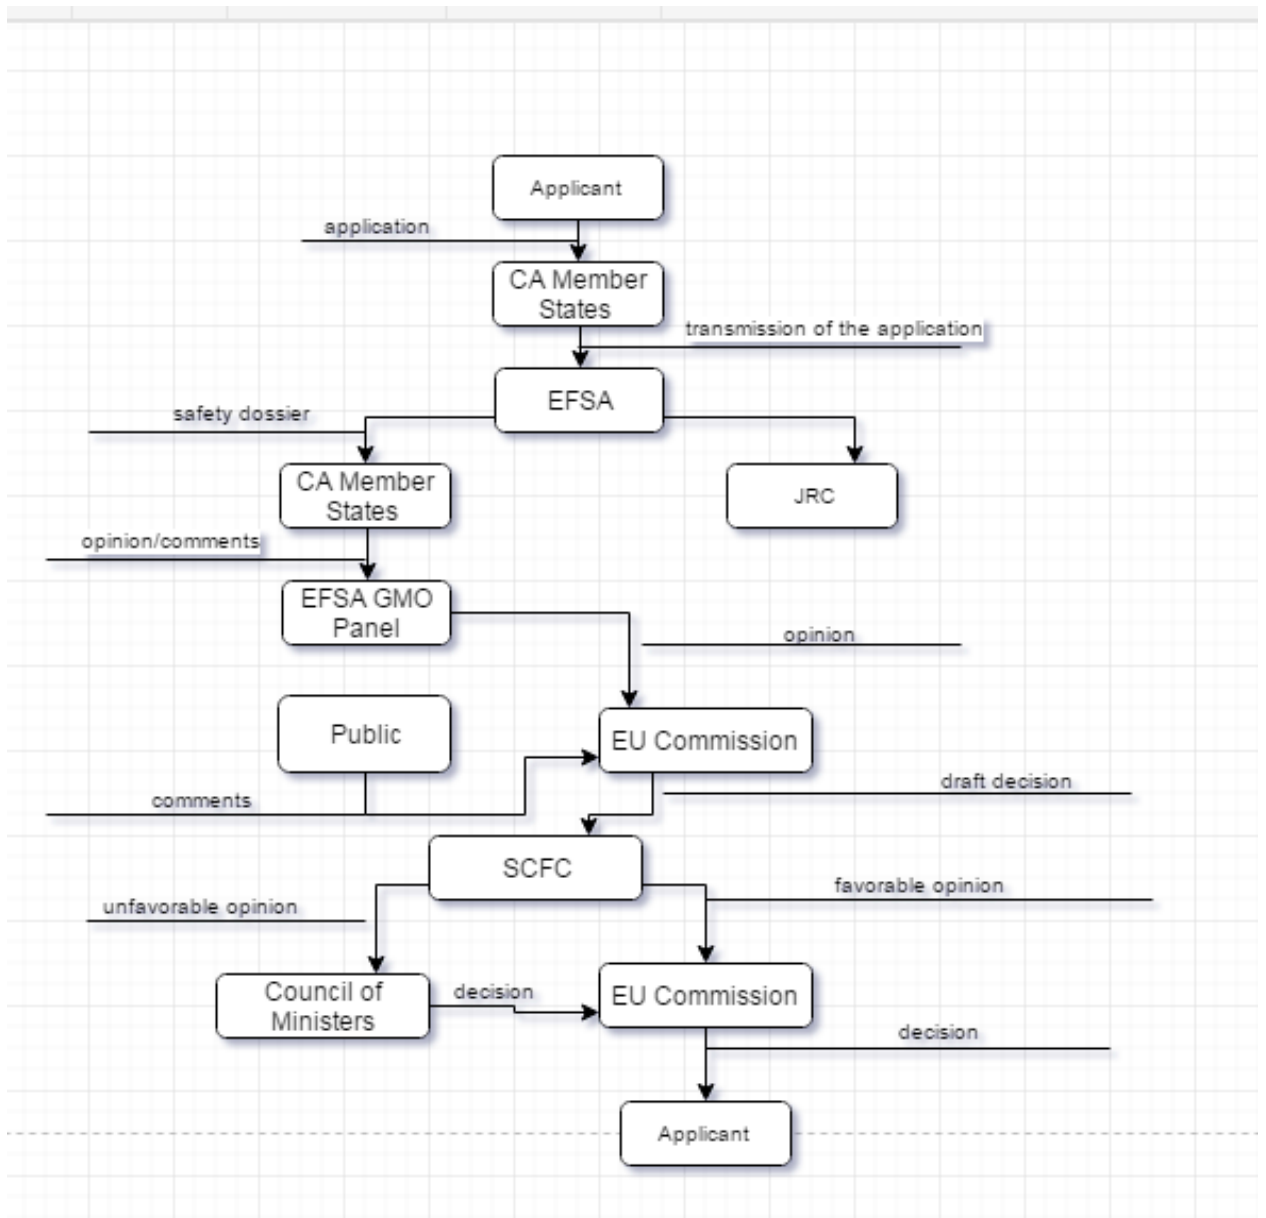 Applicant
application
CA Member
States
transmission of the application
EFSA
safety dossier
CA Member
States
JRC
opinion/comments
EFSA GMO
Panel
opinion
Public
EU Commission
draft decision
comments
SCFC
favorable opinion
unfavorable opinion
Council of
Ministers
decision
EU Commission
decision
Applicant